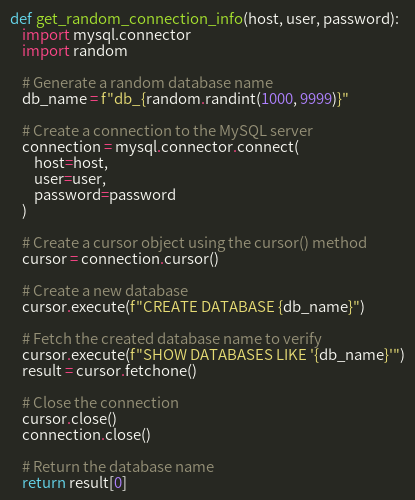 def get_random_connection_info(host, user, password):
    import mysql.connector
    import random

    # Generate a random database name
    db_name = f"db_{random.randint(1000, 9999)}"

    # Create a connection to the MySQL server
    connection = mysql.connector.connect(
        host=host,
        user=user,
        password=password
    )

    # Create a cursor object using the cursor() method
    cursor = connection.cursor()

    # Create a new database
    cursor.execute(f"CREATE DATABASE {db_name}")

    # Fetch the created database name to verify
    cursor.execute(f"SHOW DATABASES LIKE '{db_name}'")
    result = cursor.fetchone()

    # Close the connection
    cursor.close()
    connection.close()

    # Return the database name
    return result[0]